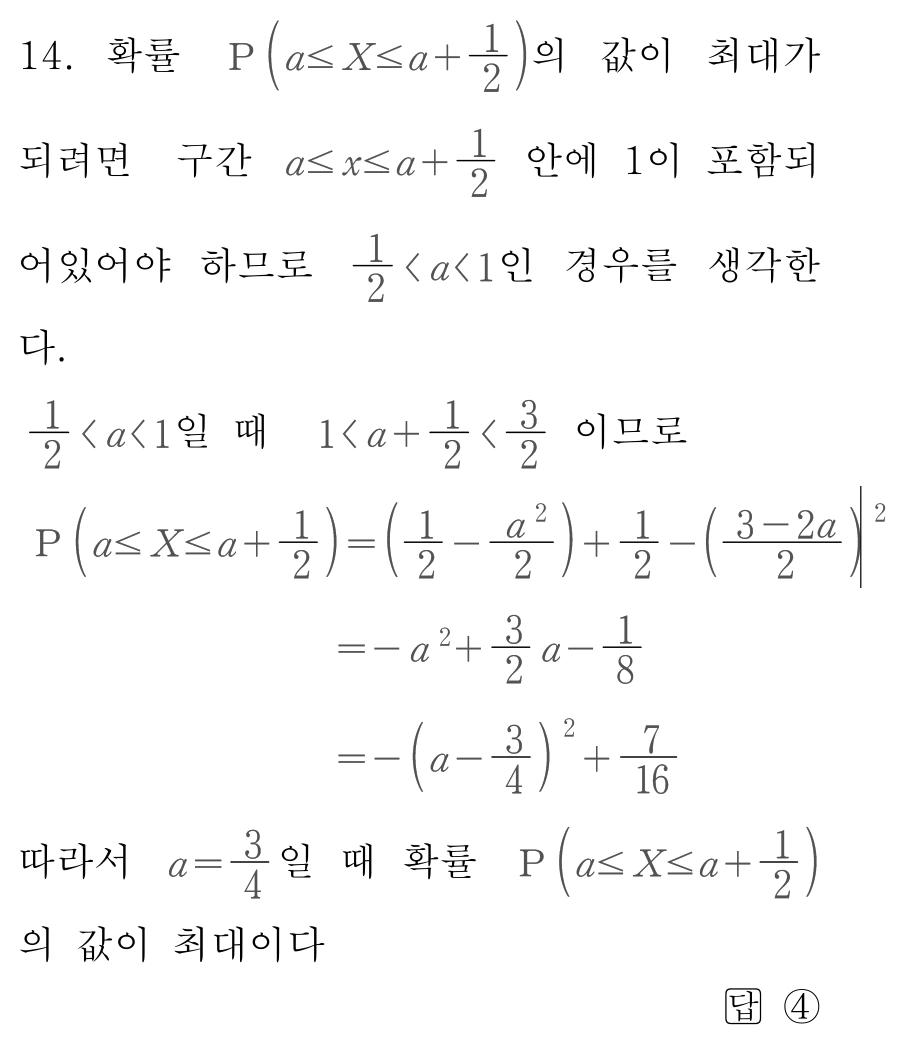 14. 확률 P(a≤X≤a+1/2)의 값이 최대가
되려면 구간 a≤x≤a+1/2 안에 1이 포함되
어있어야 하므로 1/2<a<1인 경우를 생각한
다.
1/2<a<1일 때 1<a+1/2<3/2 이므로
P(a≤X≤a+1/2)=(1/2-a²/2)+1/2-(3-2a/2)|²
=-a²+3/2a-1/8
=-(a-3/4)²+7/16
따라서 a=3/4일 때 확률 P(a≤X≤a+1/2)
의 값이 최대이다
답 ④